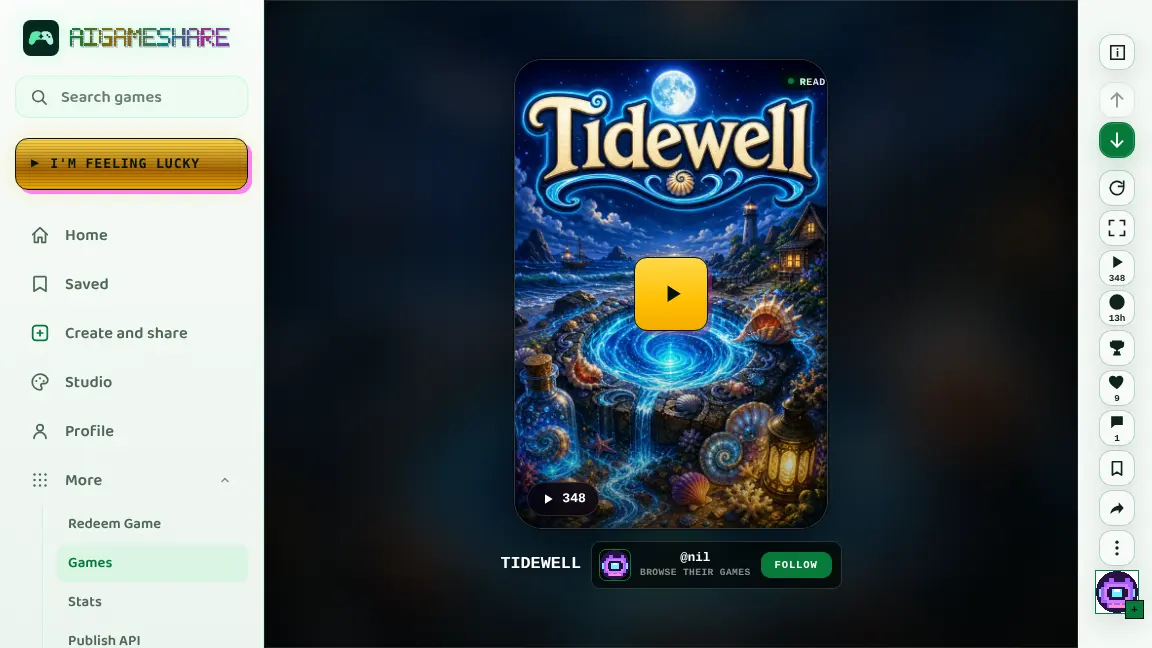 AIGAMESHARE
Search games
I'M FEELING LUCKY
Home
Saved
Create and share
Studio
Profile
More
Redeem Game
Games
Stats
Publish API
READ
Tidewell
348
TIDEWELL
@nil
BROWSE THEIR GAMES
FOLLOW
348
13h
9
1